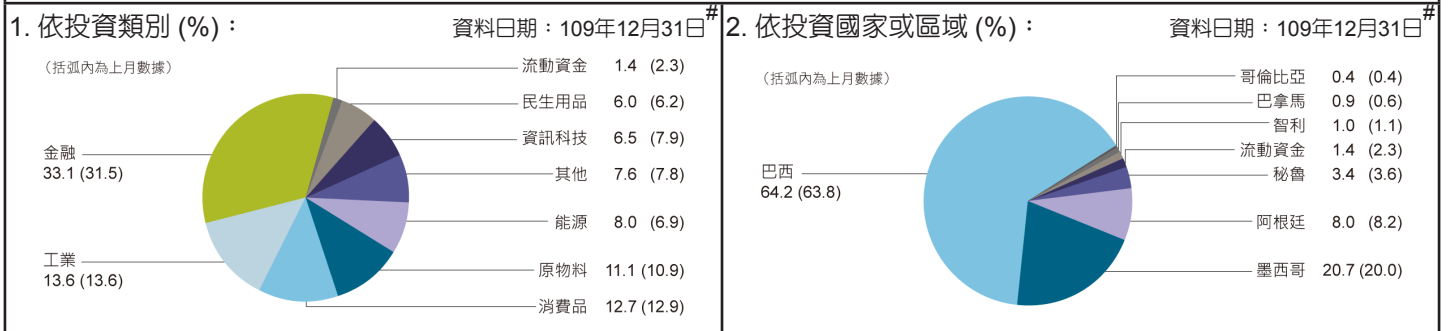 1. 依投資類別 (%)：
資料日期：109年12月31日#
（括弧內為上月數據）
流動資金 1.4 (2.3)
民生用品 6.0 (6.2)
資訊科技 6.5 (7.9)
其他 7.6 (7.8)
能源 8.0 (6.9)
原物料 11.1 (10.9)
消費品 12.7 (12.9)
工業
13.6 (13.6)
金融
33.1 (31.5)
2. 依投資國家或區域 (%)：
資料日期：109年12月31日#
（括弧內為上月數據）
哥倫比亞 0.4 (0.4)
巴拿馬 0.9 (0.6)
智利 1.0 (1.1)
流動資金 1.4 (2.3)
秘魯 3.4 (3.6)
阿根廷 8.0 (8.2)
墨西哥 20.7 (20.0)
巴西
64.2 (63.8)